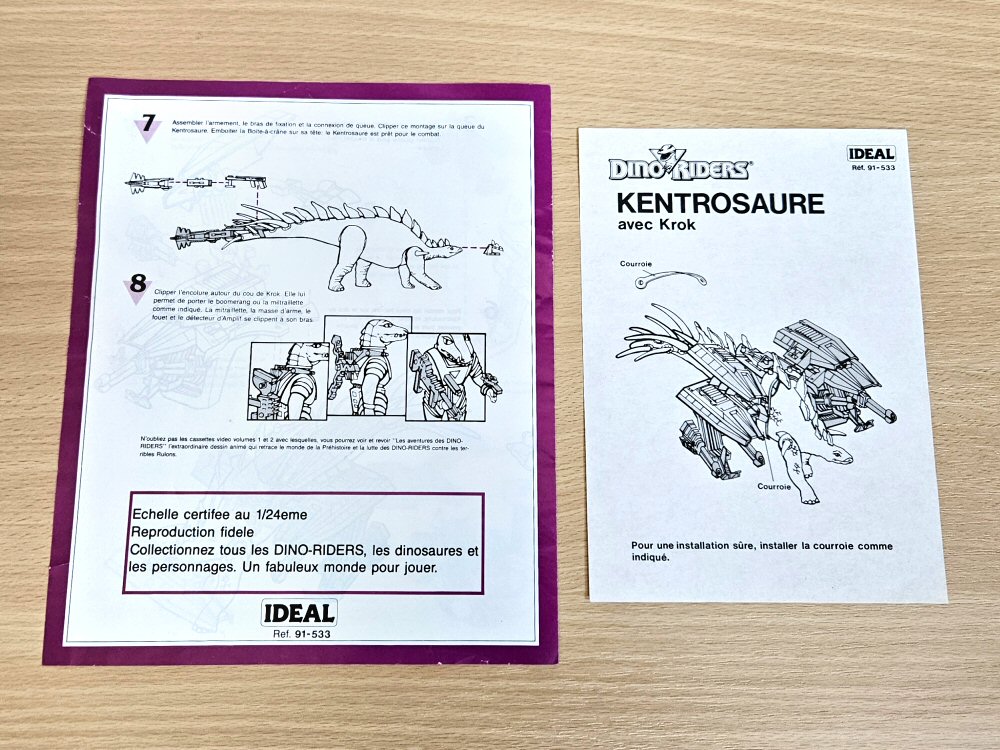 7
Assembler l'armement, le bras de fixation et la connexion de queue. Clipper ce montage sur la queue du
Kentrosaure. Emboiter la Boite-à-crâne sur sa tête: le Kentrosaure est prêt pour le combat.
8
Clipper l'encolure autour du cou de Krok. Elle lui
permet de porter le boomerang ou la mitraillette
comme indiqué. La mitraillette, la masse d'arme, le
fouet et le détecteur d'Amplif se clippent à son bras.
N'oubliez pas les cassettes video volumes 1 et 2 avec lesquelles, vous pourrez voir et revoir "Les aventures des DINO-
RIDERS" l'extraordinaire dessin animé qui retrace le monde de la Préhistoire et la lutte des DINO-RIDERS contre les ter-
ribles Rulons.
Echelle certifee au 1/24eme
Reproduction fidele
Collectionnez tous les DINO-RIDERS, les dinosaures et
les personnages. Un fabuleux monde pour jouer.
IDEAL
Ref. 91-533
DINO RIDERS®
IDEAL
Réf. 91-533
KENTROSAURE
avec Krok
Courroie
Courroie
Pour une installation sûre, installer la courroie comme
indiqué.